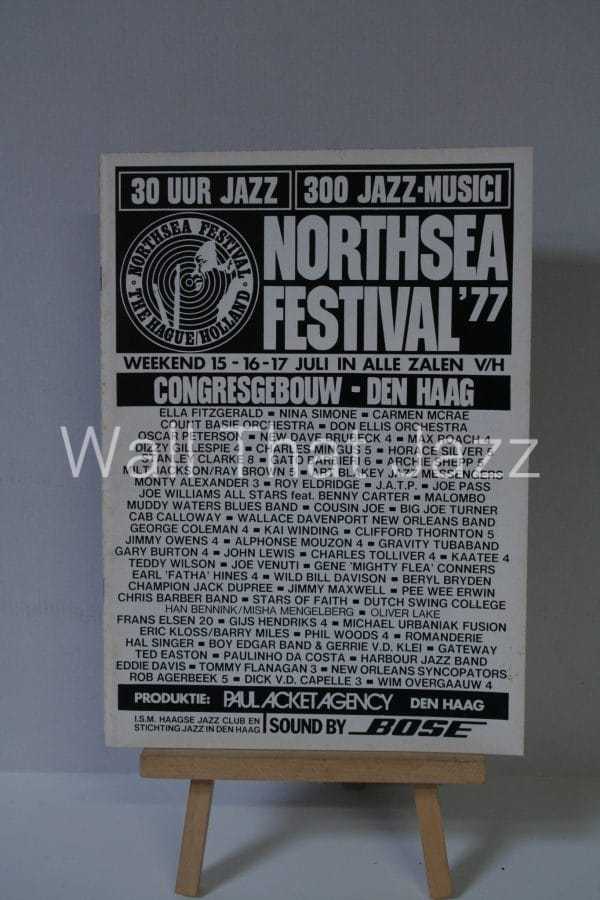 30 UUR JAZZ 300 JAZZ-MUSICI
NORTHSEA FESTIVAL · THE HAGUE/HOLLAND ·
NORTHSEA
FESTIVAL '77
WEEKEND 15 - 16 - 17 JULI IN ALLE ZALEN V/H
CONGRESGEBOUW - DEN HAAG
ELLA FITZGERALD ▪ NINA SIMONE ▪ CARMEN MCRAE
COUNT BASIE ORCHESTRA ▪ DON ELLIS ORCHESTRA
OSCAR PETERSON ▪ NEW DAVE BRUBECK 4 ▪ MAX ROACH 4
DIZZY GILLESPIE 4 ▪ CHARLES MINGUS 5 ▪ HORACE SILVER 5
STANLEY CLARKE 8 ▪ GATO BARBIERI 6 ▪ ARCHIE SHEPP 5
MILT JACKSON/RAY BROWN 5 ▪ ART BLAKEY JAZZ MESSENGERS
MONTY ALEXANDER 3 ▪ ROY ELDRIDGE ▪ J.A.T.P. ▪ JOE PASS
JOE WILLIAMS ALL STARS feat. BENNY CARTER ▪ MALOMBO
MUDDY WATERS BLUES BAND ▪ COUSIN JOE ▪ BIG JOE TURNER
CAB CALLOWAY ▪ WALLACE DAVENPORT NEW ORLEANS BAND
GEORGE COLEMAN 4 ▪ KAI WINDING ▪ CLIFFORD THORNTON 5
JIMMY OWENS 4 ▪ ALPHONSE MOUZON 4 ▪ GRAVITY TUBABAND
GARY BURTON 4 ▪ JOHN LEWIS ▪ CHARLES TOLLIVER 4 ▪ KAATEE 4
TEDDY WILSON ▪ JOE VENUTI ▪ GENE 'MIGHTY FLEA' CONNERS
EARL 'FATHA' HINES 4 ▪ WILD BILL DAVISON ▪ BERYL BRYDEN
CHAMPION JACK DUPREE ▪ JIMMY MAXWELL ▪ PEE WEE ERWIN
CHRIS BARBER BAND ▪ STARS OF FAITH ▪ DUTCH SWING COLLEGE
HAN BENNINK/MISHA MENGELBERG ▪ OLIVER LAKE
FRANS ELSEN 20 ▪ GIJS HENDRIKS 4 ▪ MICHAEL URBANIAK FUSION
ERIC KLOSS/BARRY MILES ▪ PHIL WOODS 4 ▪ ROMANDERIE
HAL SINGER ▪ BOY EDGAR BAND & GERRIE V.D. KLEI ▪ GATEWAY
TED EASTON ▪ PAULINHO DA COSTA ▪ HARBOUR JAZZ BAND
EDDIE DAVIS ▪ TOMMY FLANAGAN 3 ▪ NEW ORLEANS SYNCOPATORS
ROB AGERBEEK 5 ▪ DICK V.D. CAPELLE 3 ▪ WIM OVERGAAUW 4
PRODUKTIE: PAUL ACKET AGENCY DEN HAAG
I.S.M. HAAGSE JAZZ CLUB EN
STICHTING JAZZ IN DEN HAAG
SOUND BY BOSE
Wall That Jezz